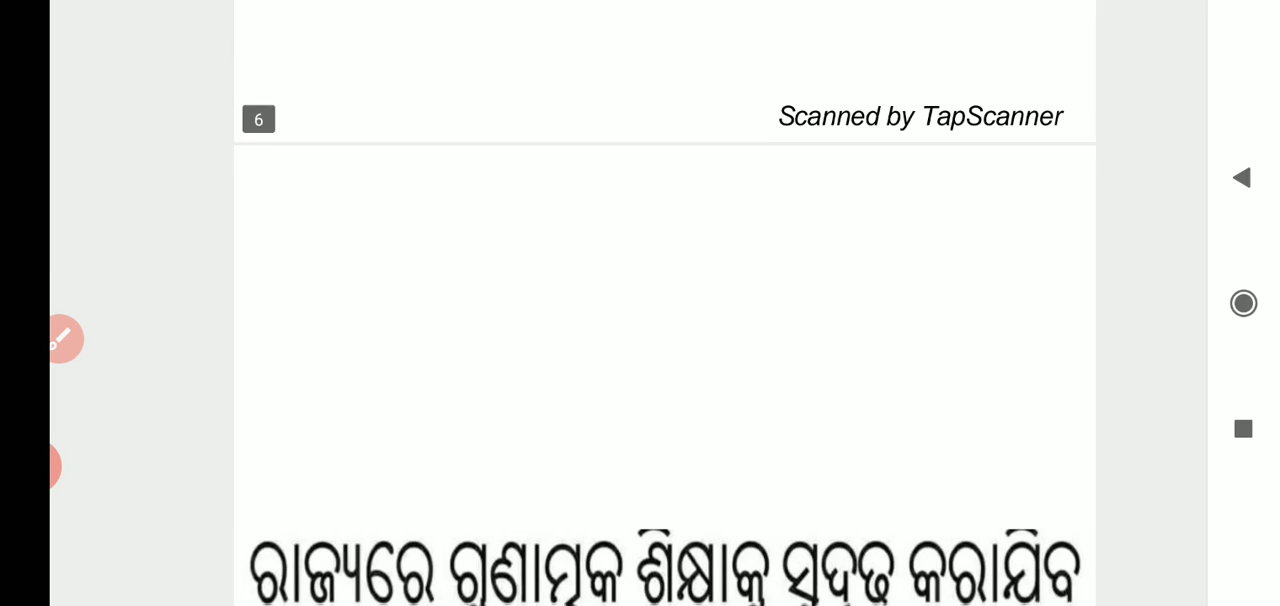 6
Scanned by TapScanner
ରାଜ୍ୟରେ ଗୁଣାତ୍ମକ ଶିକ୍ଷାକୁ ସୁଦୃଢ଼ କରାଯିବ